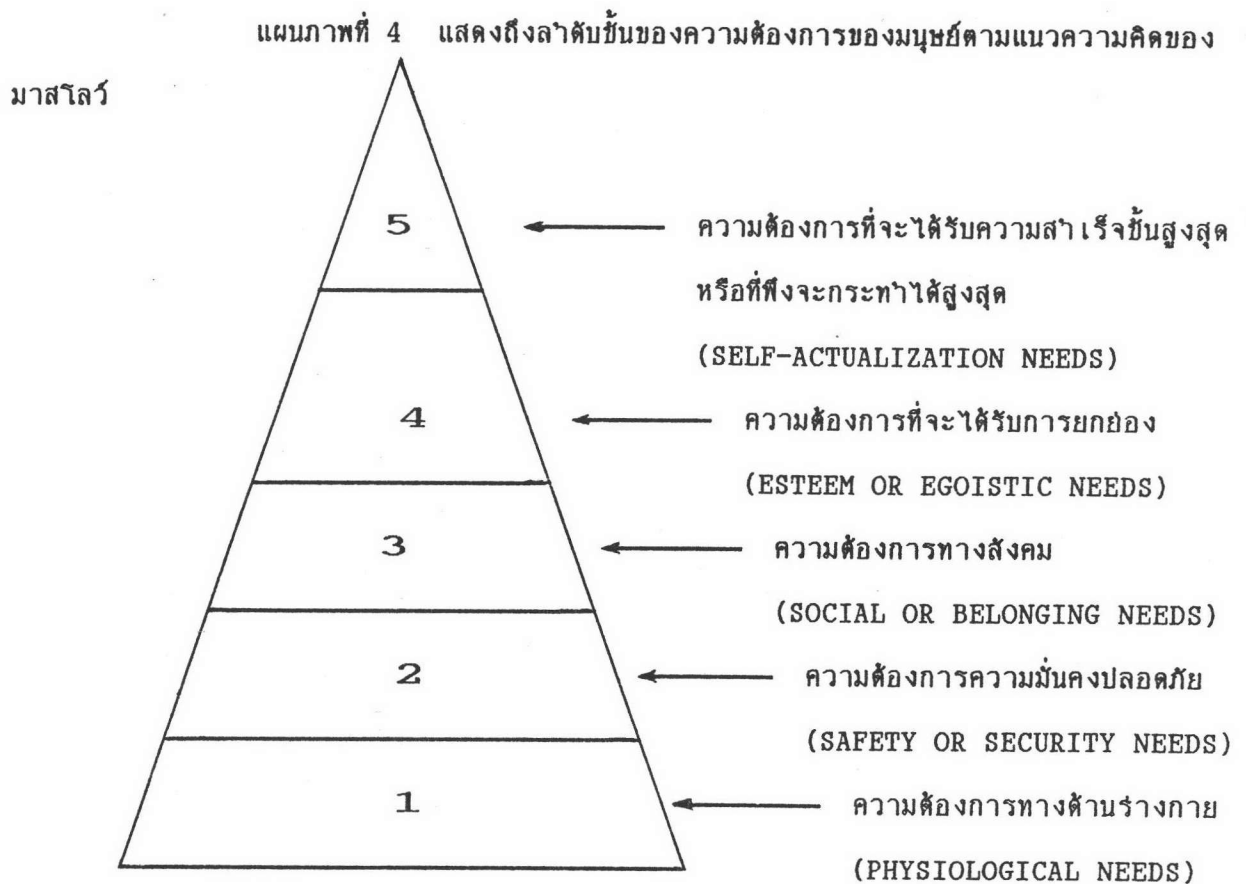 แผนภาพที่ 4 แสดงถึงลำดับชั้นของความต้องการของมนุษย์ตามแนวความคิดของ
มาสโลว์
5
ความต้องการที่จะได้รับความสำเร็จขั้นสูงสุด
หรือที่พึงจะกระทำได้สูงสุด
(SELF-ACTUALIZATION NEEDS)
4
ความต้องการที่จะได้รับการยกย่อง
(ESTEEM OR EGOISTIC NEEDS)
3
ความต้องการทางสังคม
(SOCIAL OR BELONGING NEEDS)
2
ความต้องการความมั่นคงปลอดภัย
(SAFETY OR SECURITY NEEDS)
1
ความต้องการทางด้านร่างกาย
(PHYSIOLOGICAL NEEDS)